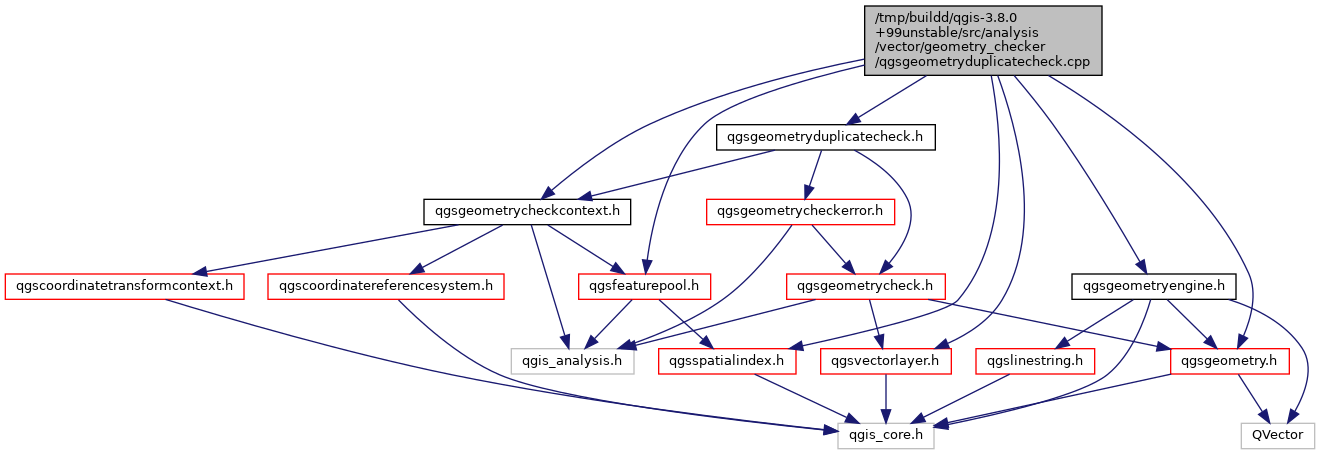 /tmp/buildd/qgis-3.8.0
+99unstable/src/analysis
/vector/geometry_checker
/qgsgeometryduplicatecheck.cpp
qgsgeometryduplicatecheck.h
qgsgeometrycheckcontext.h
qgsgeometrycheckerror.h
qgscoordinatetransformcontext.h
qgscoordinatereferencesystem.h
qgsfeaturepool.h
qgsgeometrycheck.h
qgsgeometryengine.h
qgis_analysis.h
qgsspatialindex.h
qgsvectorlayer.h
qgslinestring.h
qgsgeometry.h
qgis_core.h
QVector